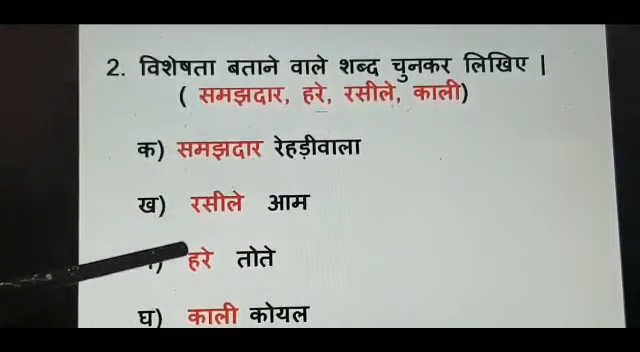 2. विशेषता बताने वाले शब्द चुनकर लिखिए |
( समझदार, हरे, रसीले, काली)
क) समझदार रेहड़ीवाला
ख) रसीले आम
हरे तोते
घ) काली कोयल